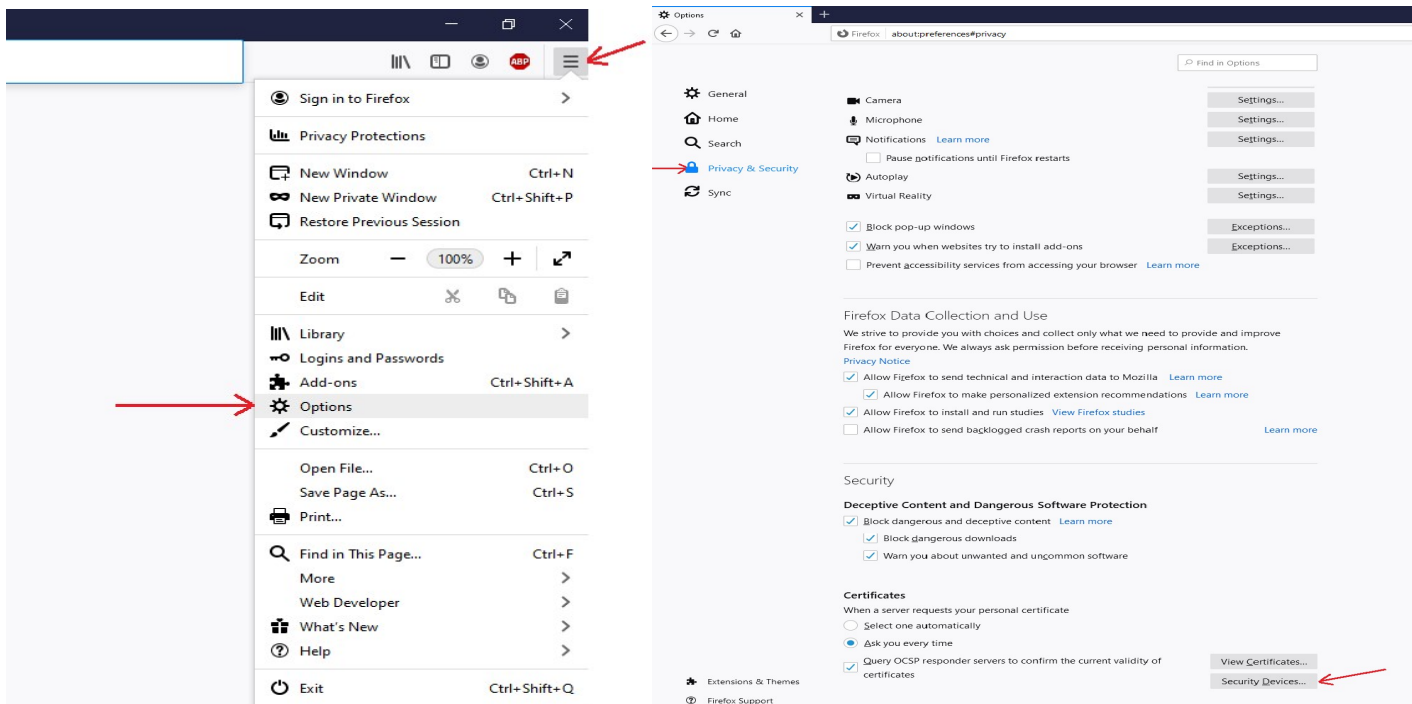 ABP
Sign in to Firefox
Privacy Protections
New Window Ctrl+N
New Private Window Ctrl+Shift+P
Restore Previous Session
Zoom 100%
Edit
Library
Logins and Passwords
Add-ons Ctrl+Shift+A
Options
Customize...
Open File... Ctrl+O
Save Page As... Ctrl+S
Print...
Find in This Page... Ctrl+F
More
Web Developer
What's New
Help
Exit Ctrl+Shift+Q
Options
Firefox about:preferences#privacy
Find in Options
General
Home
Search
Privacy & Security
Sync
Extensions & Themes
Firefox Support
Camera Settings...
Microphone Settings...
Notifications Learn more Settings...
Pause notifications until Firefox restarts
Autoplay Settings...
Virtual Reality Settings...
Block pop-up windows Exceptions...
Warn you when websites try to install add-ons Exceptions...
Prevent accessibility services from accessing your browser Learn more
Firefox Data Collection and Use
We strive to provide you with choices and collect only what we need to provide and improve
Firefox for everyone. We always ask permission before receiving personal information.
Privacy Notice
Allow Firefox to send technical and interaction data to Mozilla Learn more
Allow Firefox to make personalized extension recommendations Learn more
Allow Firefox to install and run studies View Firefox studies
Allow Firefox to send backlogged crash reports on your behalf Learn more
Security
Deceptive Content and Dangerous Software Protection
Block dangerous and deceptive content Learn more
Block dangerous downloads
Warn you about unwanted and uncommon software
Certificates
When a server requests your personal certificate
Select one automatically
Ask you every time
Query OCSP responder servers to confirm the current validity of
certificates
View Certificates...
Security Devices...